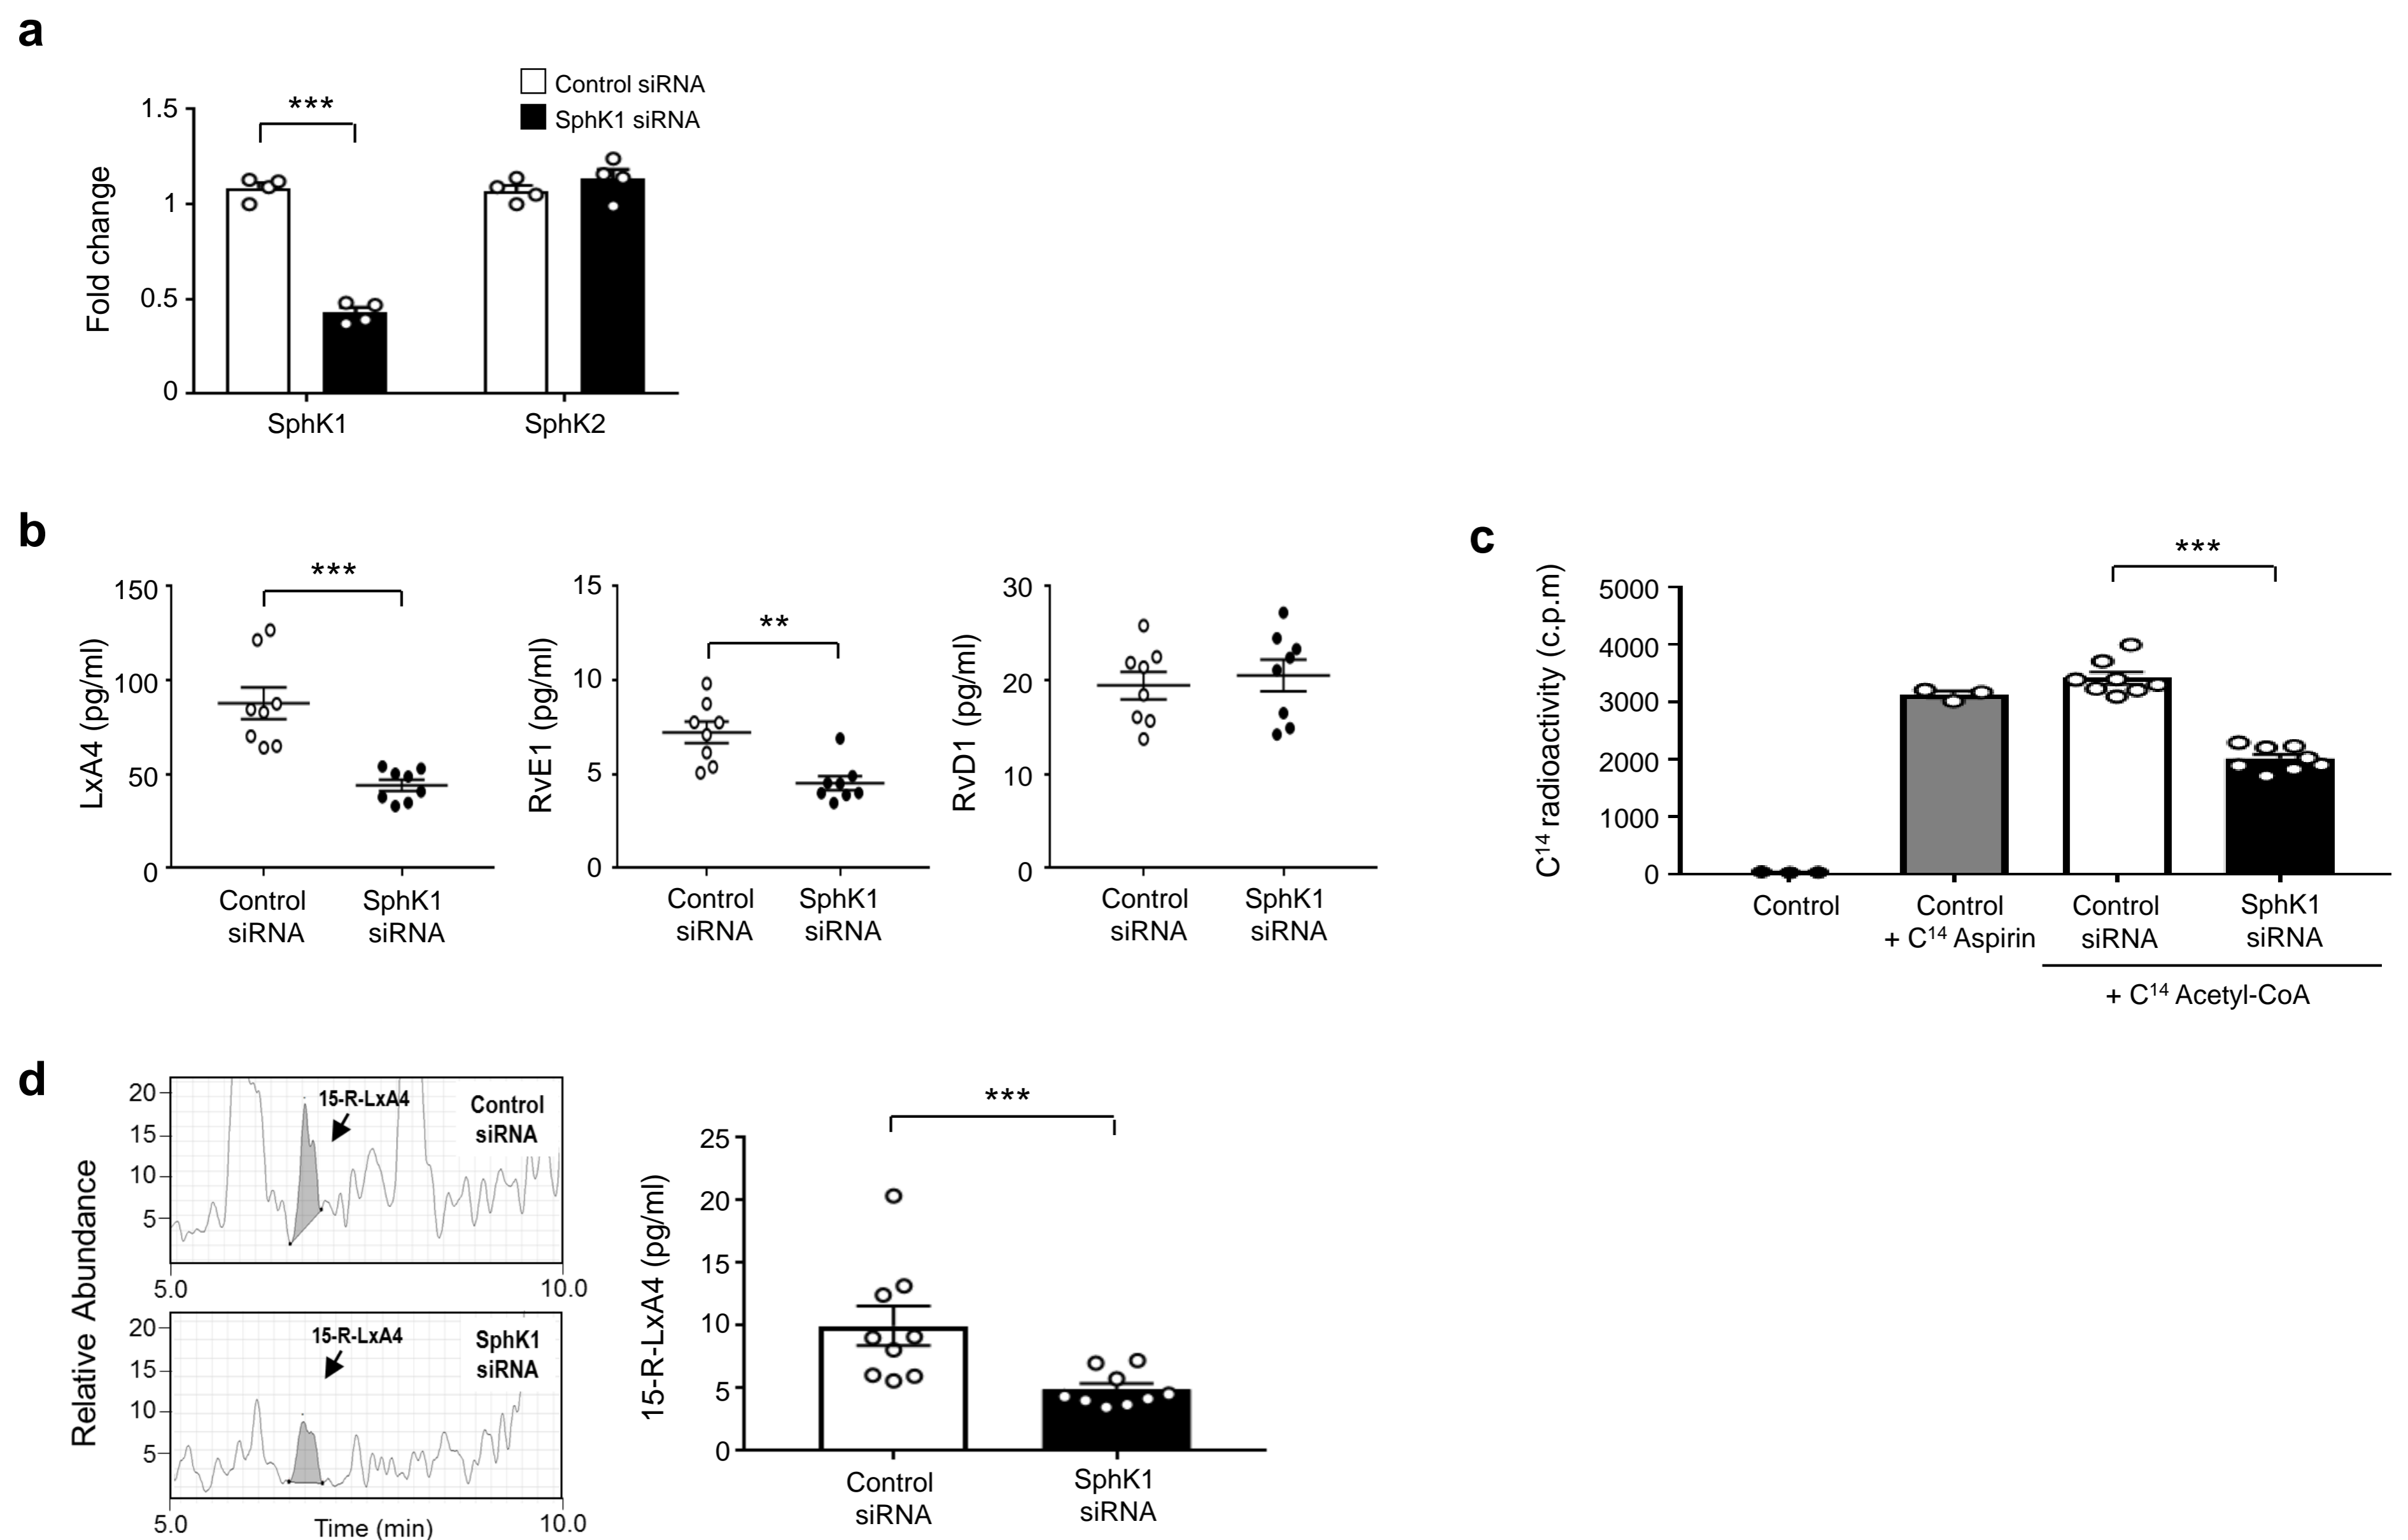 a
Control siRNA
SphK1 siRNA
***
1.5
1
0.5
0
Fold change
SphK1
SphK2
b
***
150
100
50
0
LxA4 (pg/ml)
Control
siRNA
SphK1
siRNA
**
15
10
5
0
RvE1 (pg/ml)
Control
siRNA
SphK1
siRNA
30
20
10
0
RvD1 (pg/ml)
Control
siRNA
SphK1
siRNA
c
***
5000
4000
3000
2000
1000
0
C¹⁴ radioactivity (c.p.m)
Control
Control
+ C¹⁴ Aspirin
Control
siRNA
SphK1
siRNA
+ C¹⁴ Acetyl-CoA
d
Relative Abundance
20
15
10
5
15-R-LxA4
Control
siRNA
5.0
10.0
20
15
10
5
15-R-LxA4
SphK1
siRNA
5.0
Time (min)
10.0
***
25
20
15
10
5
0
15-R-LxA4 (pg/ml)
Control
siRNA
SphK1
siRNA